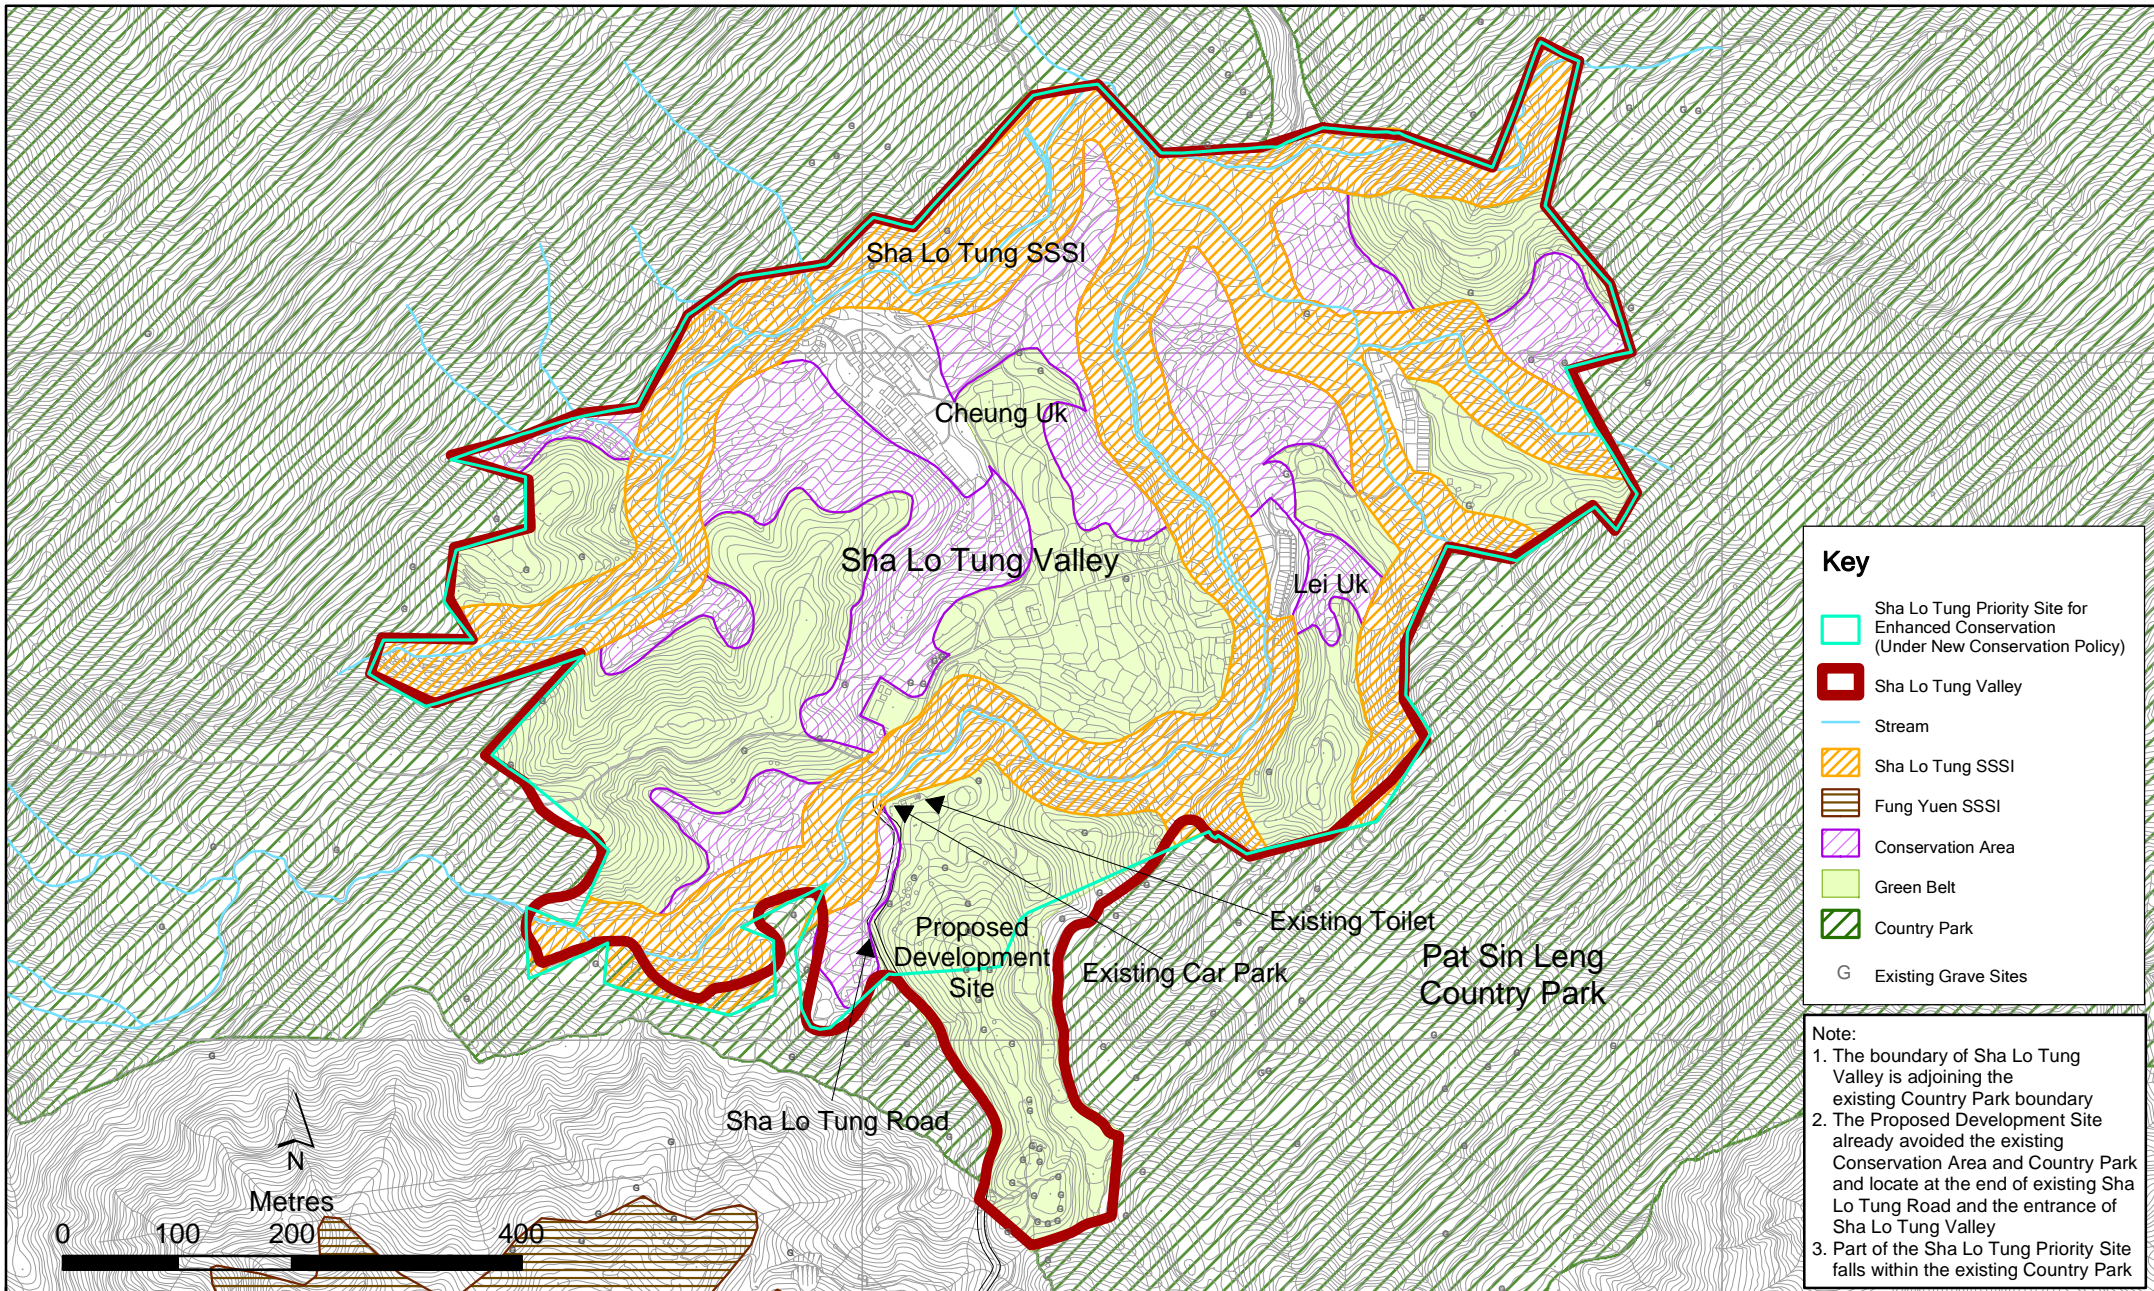 Sha Lo Tung SSSI
Cheung Uk
Sha Lo Tung Valley
Lei Uk
Proposed
Development
Site
Existing Toilet
Existing Car Park
Pat Sin Leng
Country Park
Sha Lo Tung Road
N
Metres
0 100 200 400
Key
Sha Lo Tung Priority Site for
Enhanced Conservation
(Under New Conservation Policy)
Sha Lo Tung Valley
Stream
Sha Lo Tung SSSI
Fung Yuen SSSI
Conservation Area
Green Belt
Country Park
G Existing Grave Sites
Note:
1. The boundary of Sha Lo Tung
Valley is adjoining the
existing Country Park boundary
2. The Proposed Development Site
already avoided the existing
Conservation Area and Country Park
and locate at the end of existing Sha
Lo Tung Road and the entrance of
Sha Lo Tung Valley
3. Part of the Sha Lo Tung Priority Site
falls within the existing Country Park